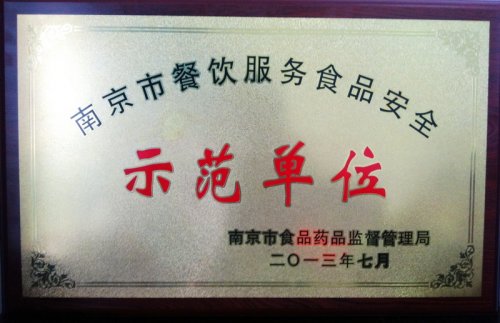 南京市餐饮服务食品安全
示范单位
南京市食品药品监督管理局
二〇一三年七月